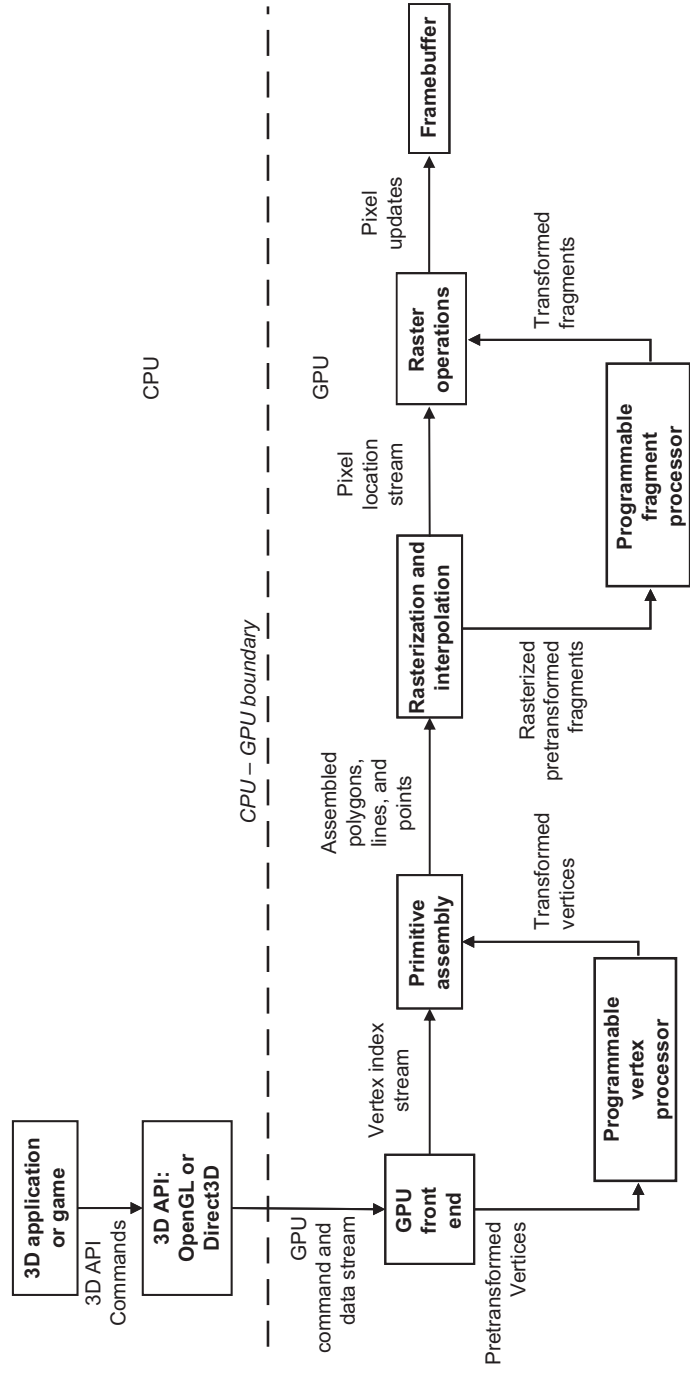 3D application
or game
3D API
Commands
3D API:
OpenGL or
Direct3D
CPU
CPU – GPU boundary
GPU
GPU
command and
data stream
GPU
front
end
Vertex index
stream
Primitive
assembly
Assembled
polygons,
lines, and
points
Rasterization and
interpolation
Pixel
location
stream
Raster
operations
Pixel
updates
Framebuffer
Pretransformed
Vertices
Programmable
vertex
processor
Transformed
vertices
Rasterized
pretransformed
fragments
Programmable
fragment
processor
Transformed
fragments